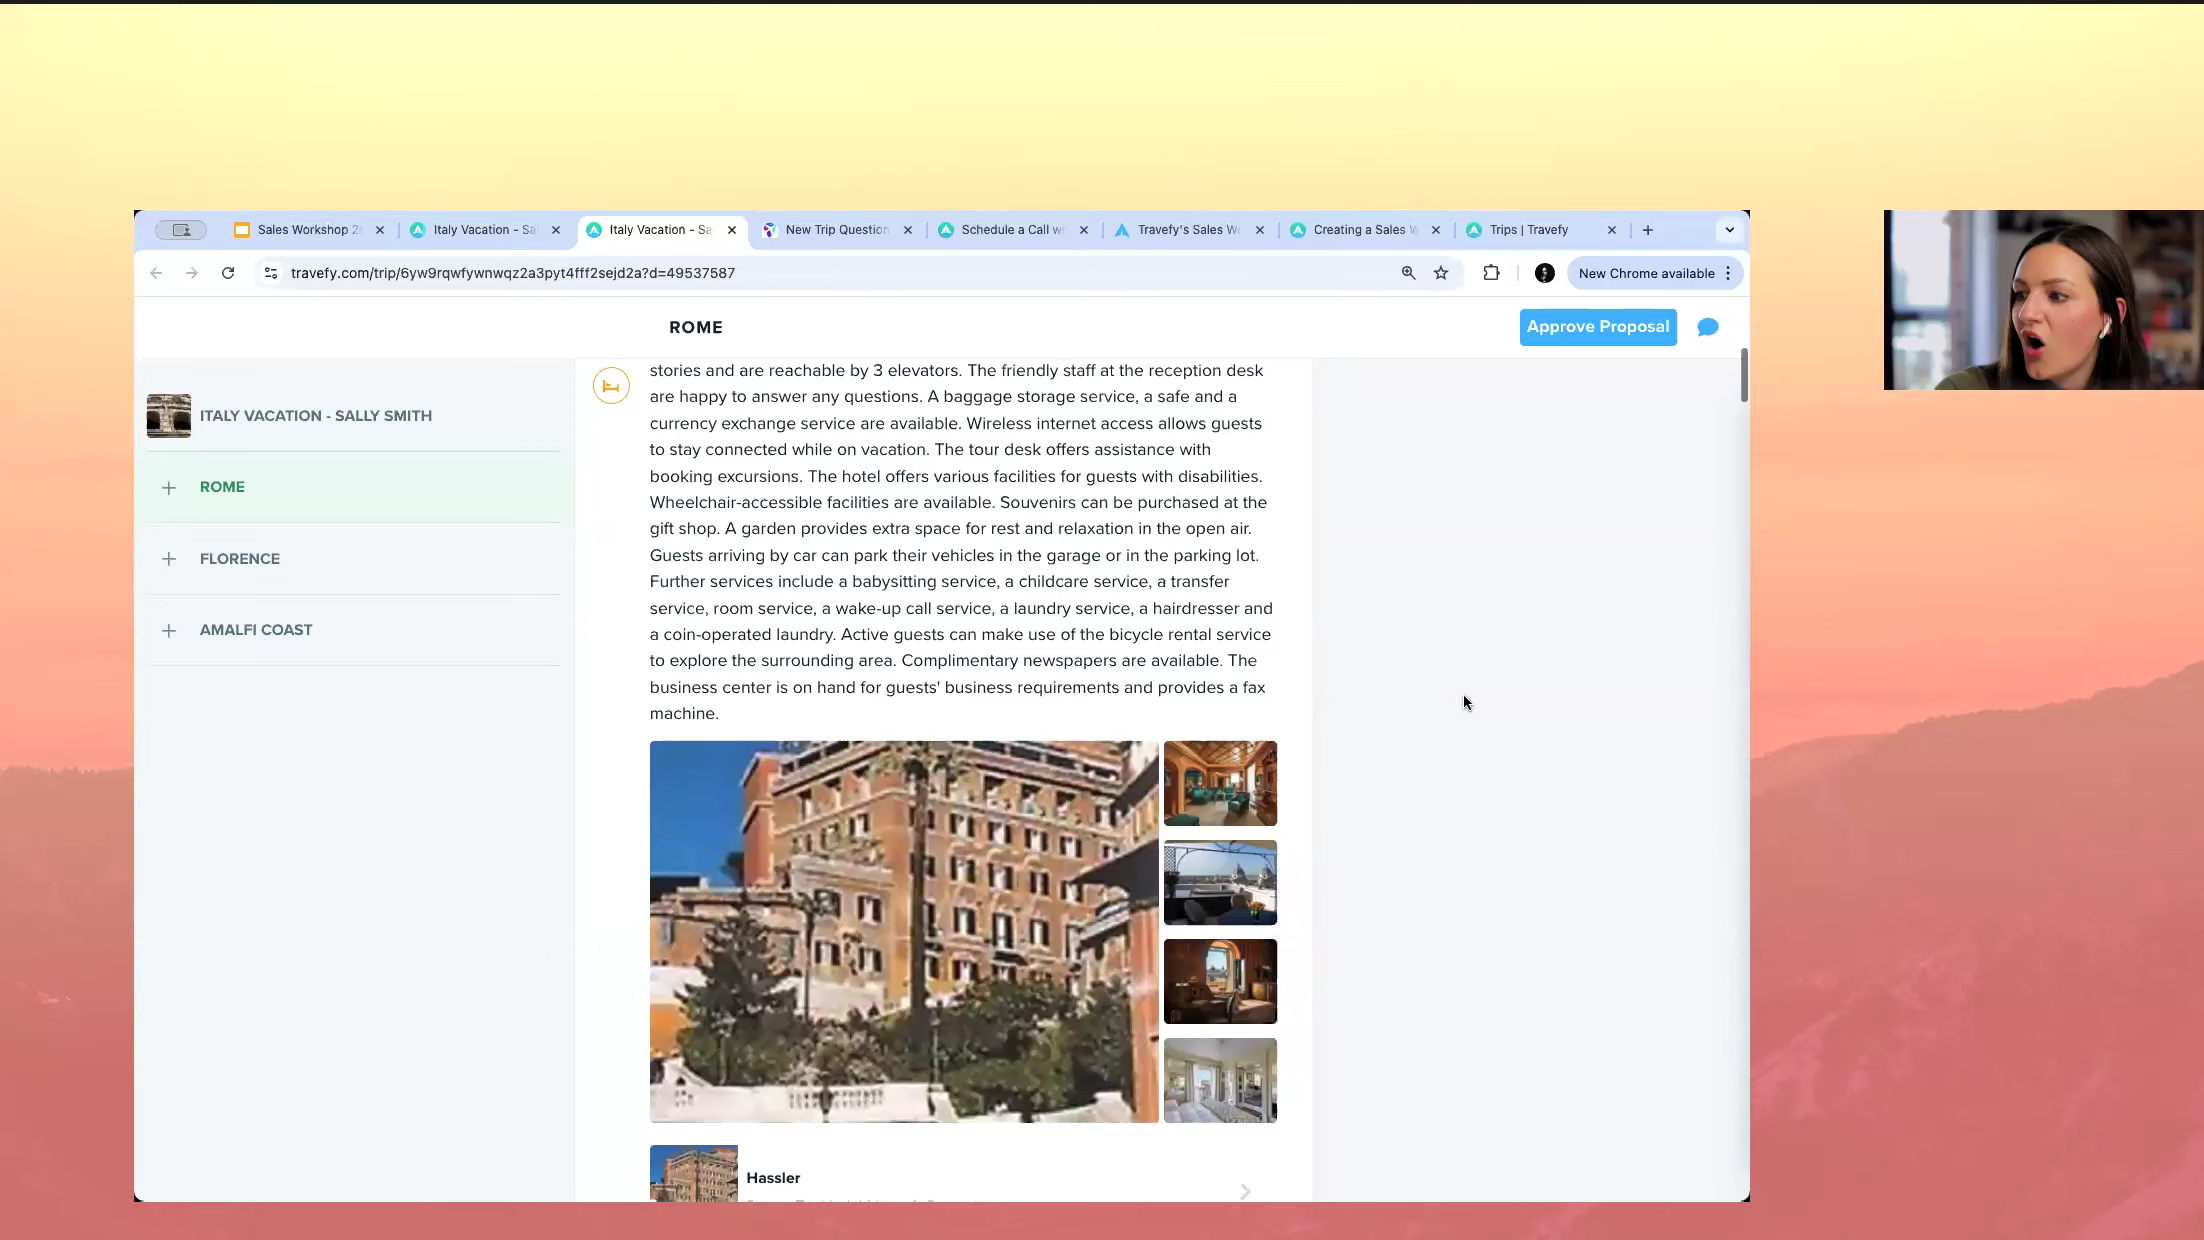 Sales Workshop 2
Italy Vacation - Sa
Italy Vacation - Sa
New Trip Question
Schedule a Call wi
Travefy's Sales W
Creating a Sales W
Trips | Travefy
travefy.com/trip/6yw9rqwfywnwqz2a3pyt4fff2sejd2a?d=49537587
New Chrome available
ROME
Approve Proposal
ITALY VACATION - SALLY SMITH
ROME
FLORENCE
AMALFI COAST
stories and are reachable by 3 elevators. The friendly staff at the reception desk
are happy to answer any questions. A baggage storage service, a safe and a
currency exchange service are available. Wireless internet access allows guests
to stay connected while on vacation. The tour desk offers assistance with
booking excursions. The hotel offers various facilities for guests with disabilities.
Wheelchair-accessible facilities are available. Souvenirs can be purchased at the
gift shop. A garden provides extra space for rest and relaxation in the open air.
Guests arriving by car can park their vehicles in the garage or in the parking lot.
Further services include a babysitting service, a childcare service, a transfer
service, room service, a wake-up call service, a laundry service, a hairdresser and
a coin-operated laundry. Active guests can make use of the bicycle rental service
to explore the surrounding area. Complimentary newspapers are available. The
business center is on hand for guests' business requirements and provides a fax
machine.
Hassler